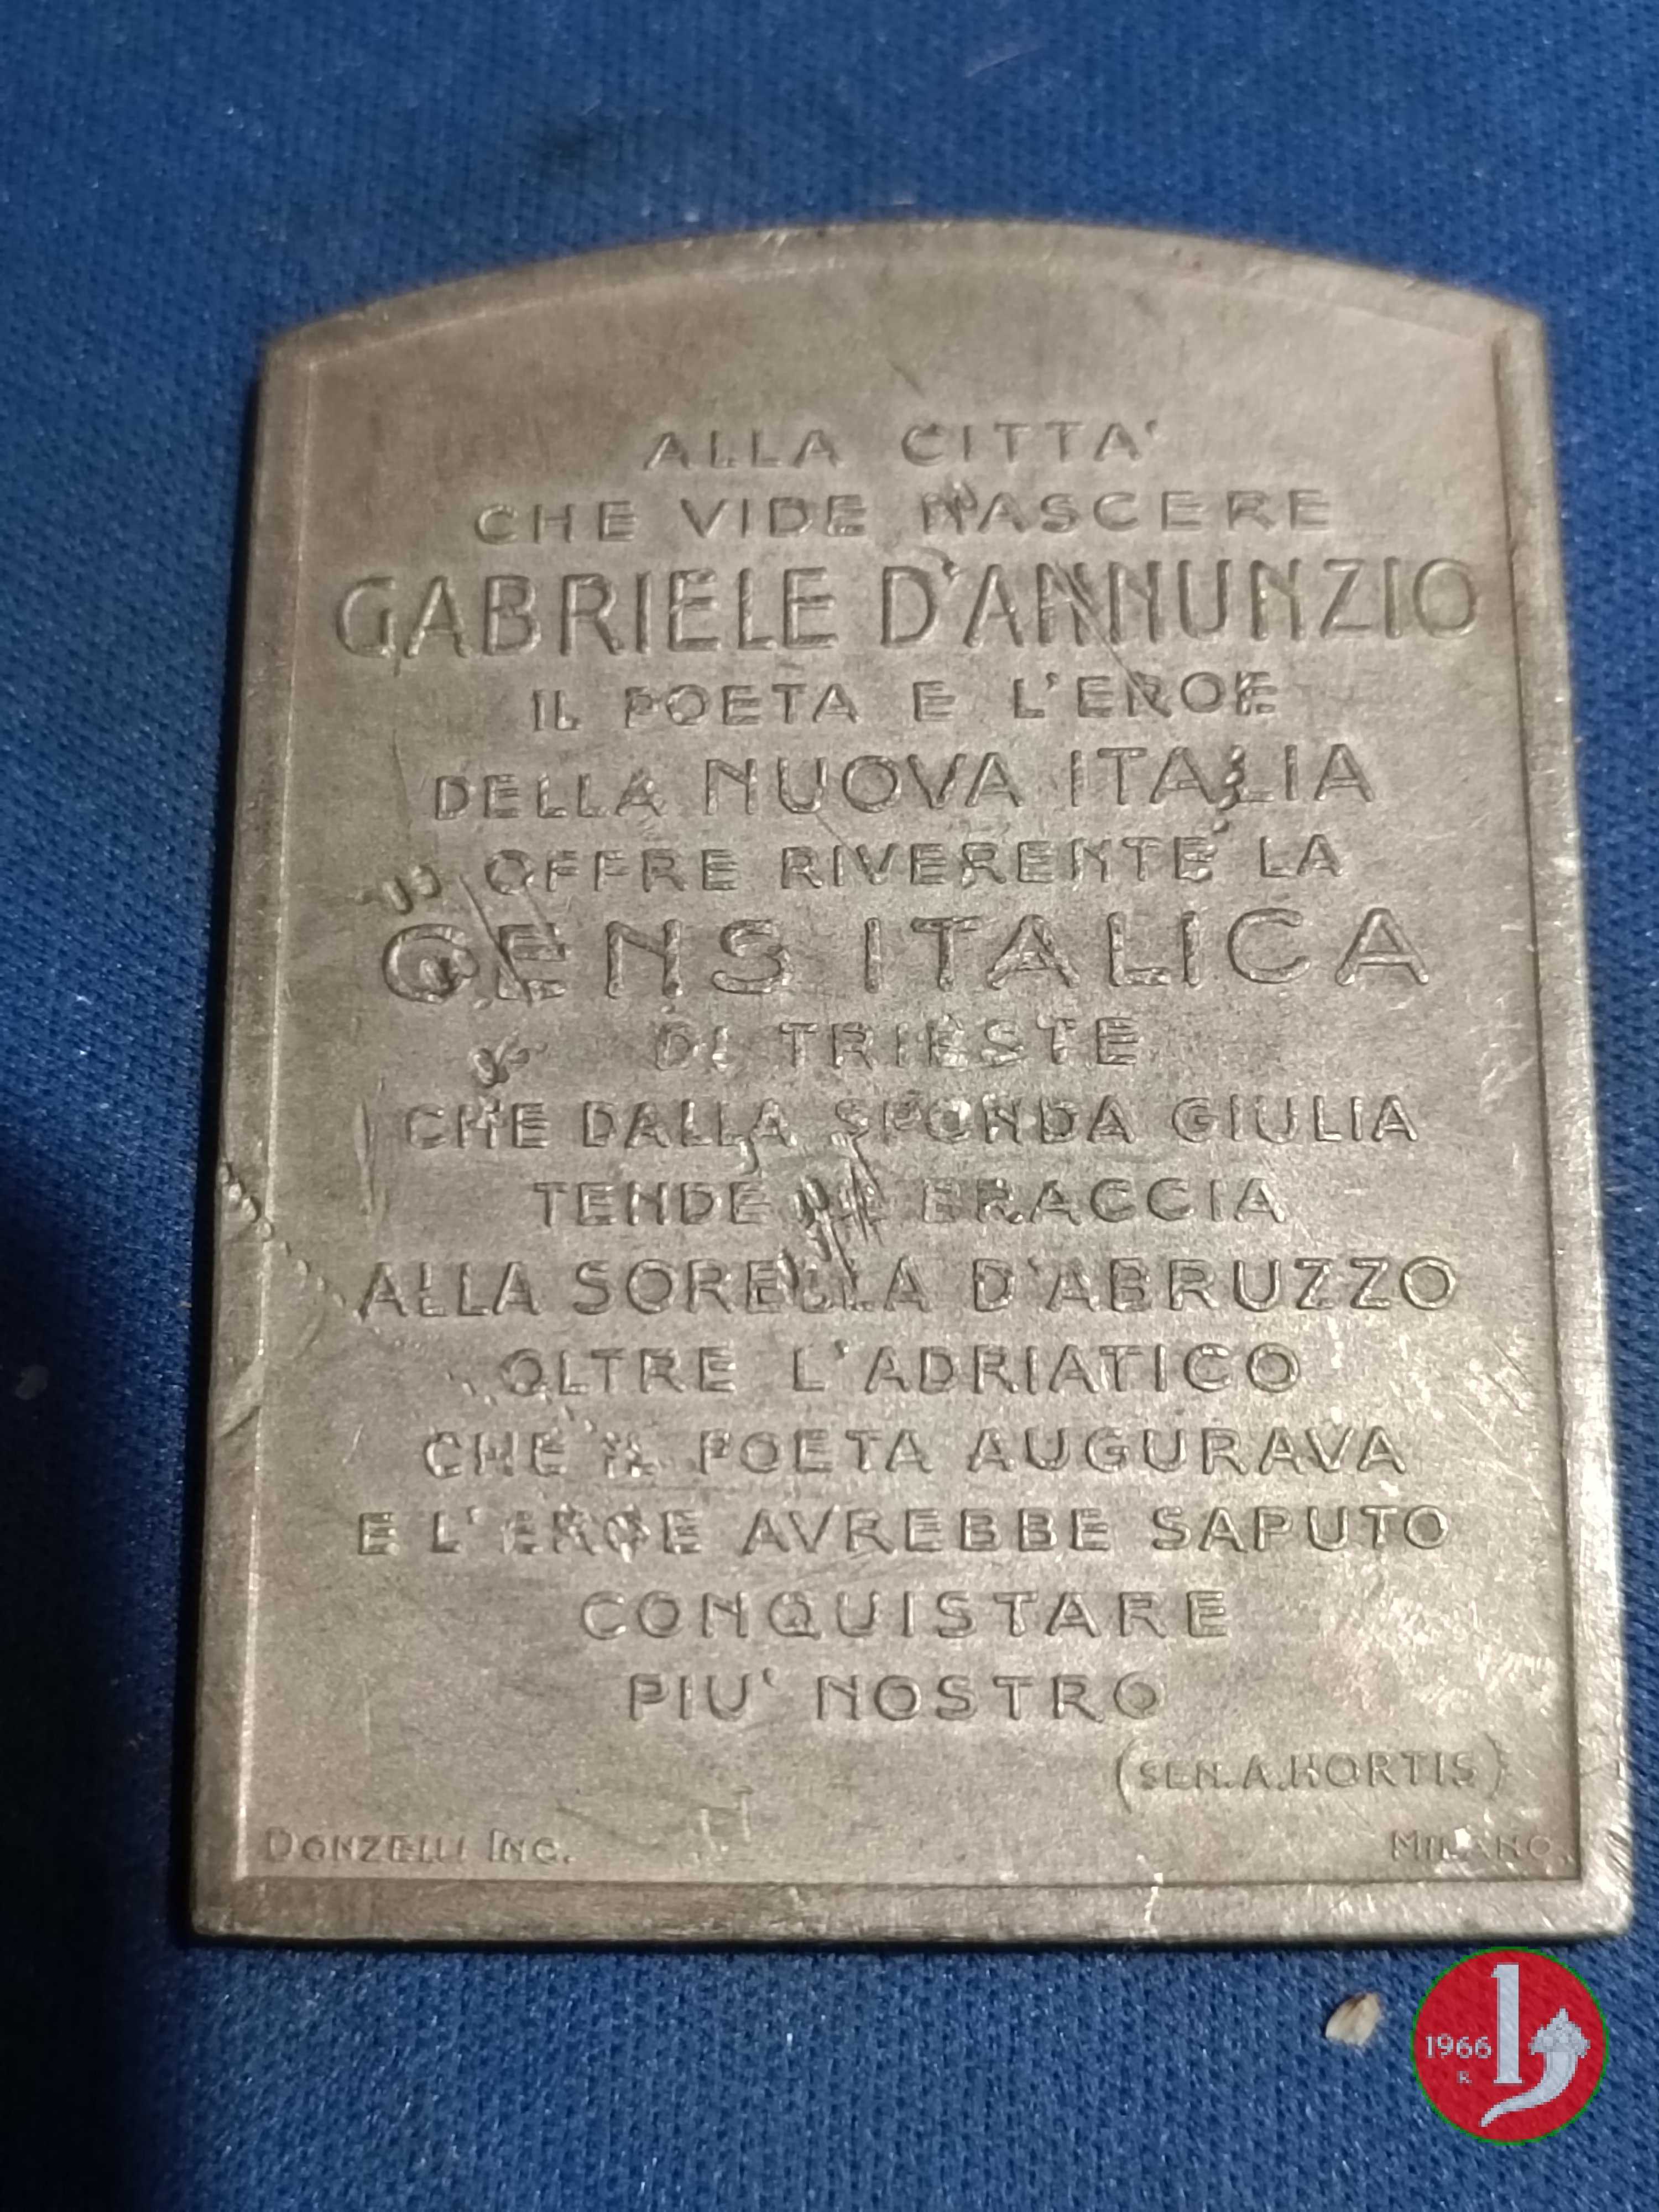 ALLA CITTA'
CHE VIDE NASCERE
GABRIELE D'ANNUNZIO
IL POETA E L'EROE
DELLA NUOVA ITALIA
OFFRE RIVERENTE LA
GENS ITALICA
DI TRIESTE
CHE DALLA SPONDA GIULIA
TENDE LE BRACCIA
ALLA SORELLA D'ABRUZZO
OLTRE L'ADRIATICO
CHE IL POETA AUGURAVA
E L'EROE AVREBBE SAPUTO
CONQUISTARE
PIU' NOSTRO
(SEN. A. HORTIS)
DONZELLI INC.
MILANO
1966
R
1